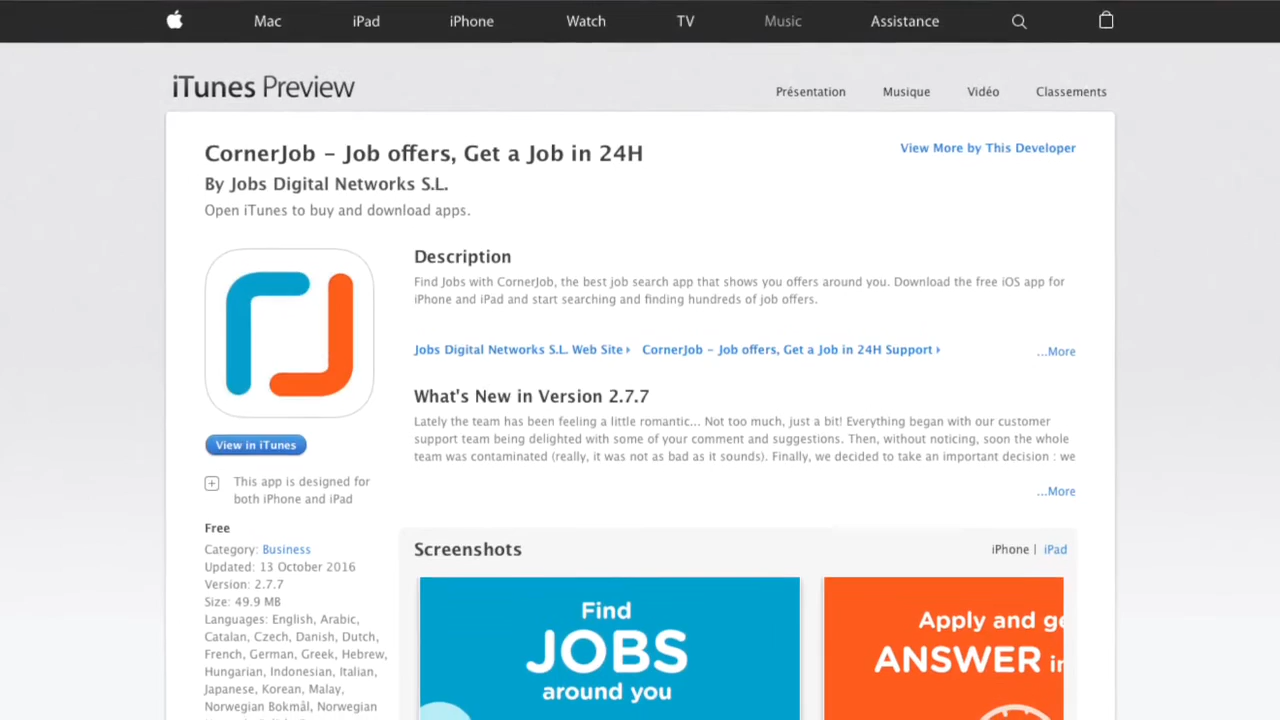 Mac iPad iPhone Watch TV Music Assistance
iTunes Preview
Présentation Musique Vidéo Classements
CornerJob - Job offers, Get a Job in 24H
View More by This Developer
By Jobs Digital Networks S.L.
Open iTunes to buy and download apps.
Description
Find Jobs with CornerJob, the best job search app that shows you offers around you. Download the free iOS app for
iPhone and iPad and start searching and finding hundreds of job offers.
Jobs Digital Networks S.L. Web Site CornerJob - Job offers, Get a Job in 24H Support
...More
What's New in Version 2.7.7
Lately the team has been feeling a little romantic... Not too much, just a bit! Everything began with our customer
support team being delighted with some of your comment and suggestions. Then, without noticing, soon the whole
team was contaminated (really, it was not as bad as it sounds). Finally, we decided to take an important decision : we
...More
View in iTunes
This app is designed for
both iPhone and iPad
Free
Category: Business
Updated: 13 October 2016
Version: 2.7.7
Size: 49.9 MB
Languages: English, Arabic,
Catalan, Czech, Danish, Dutch,
French, German, Greek, Hebrew,
Hungarian, Indonesian, Italian,
Japanese, Korean, Malay,
Norwegian Bokmål, Norwegian
Screenshots
iPhone | iPad
Find
JOBS
around you
Apply and ge
ANSWER in